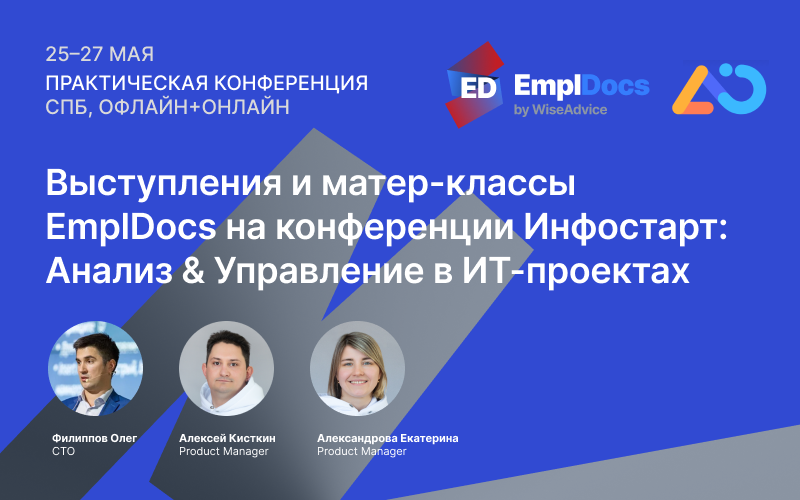 25–27 МАЯ
ПРАКТИЧЕСКАЯ КОНФЕРЕНЦИЯ
СПБ, ОФЛАЙН+ОНЛАЙН
ED
EmplDocs
by WiseAdvice
Выступления и матер-классы
EmplDocs на конференции Инфостарт:
Анализ & Управление в ИТ-проектах
Филиппов Олег
CTO
Алексей Кисткин
Product Manager
Александрова Екатерина
Product Manager